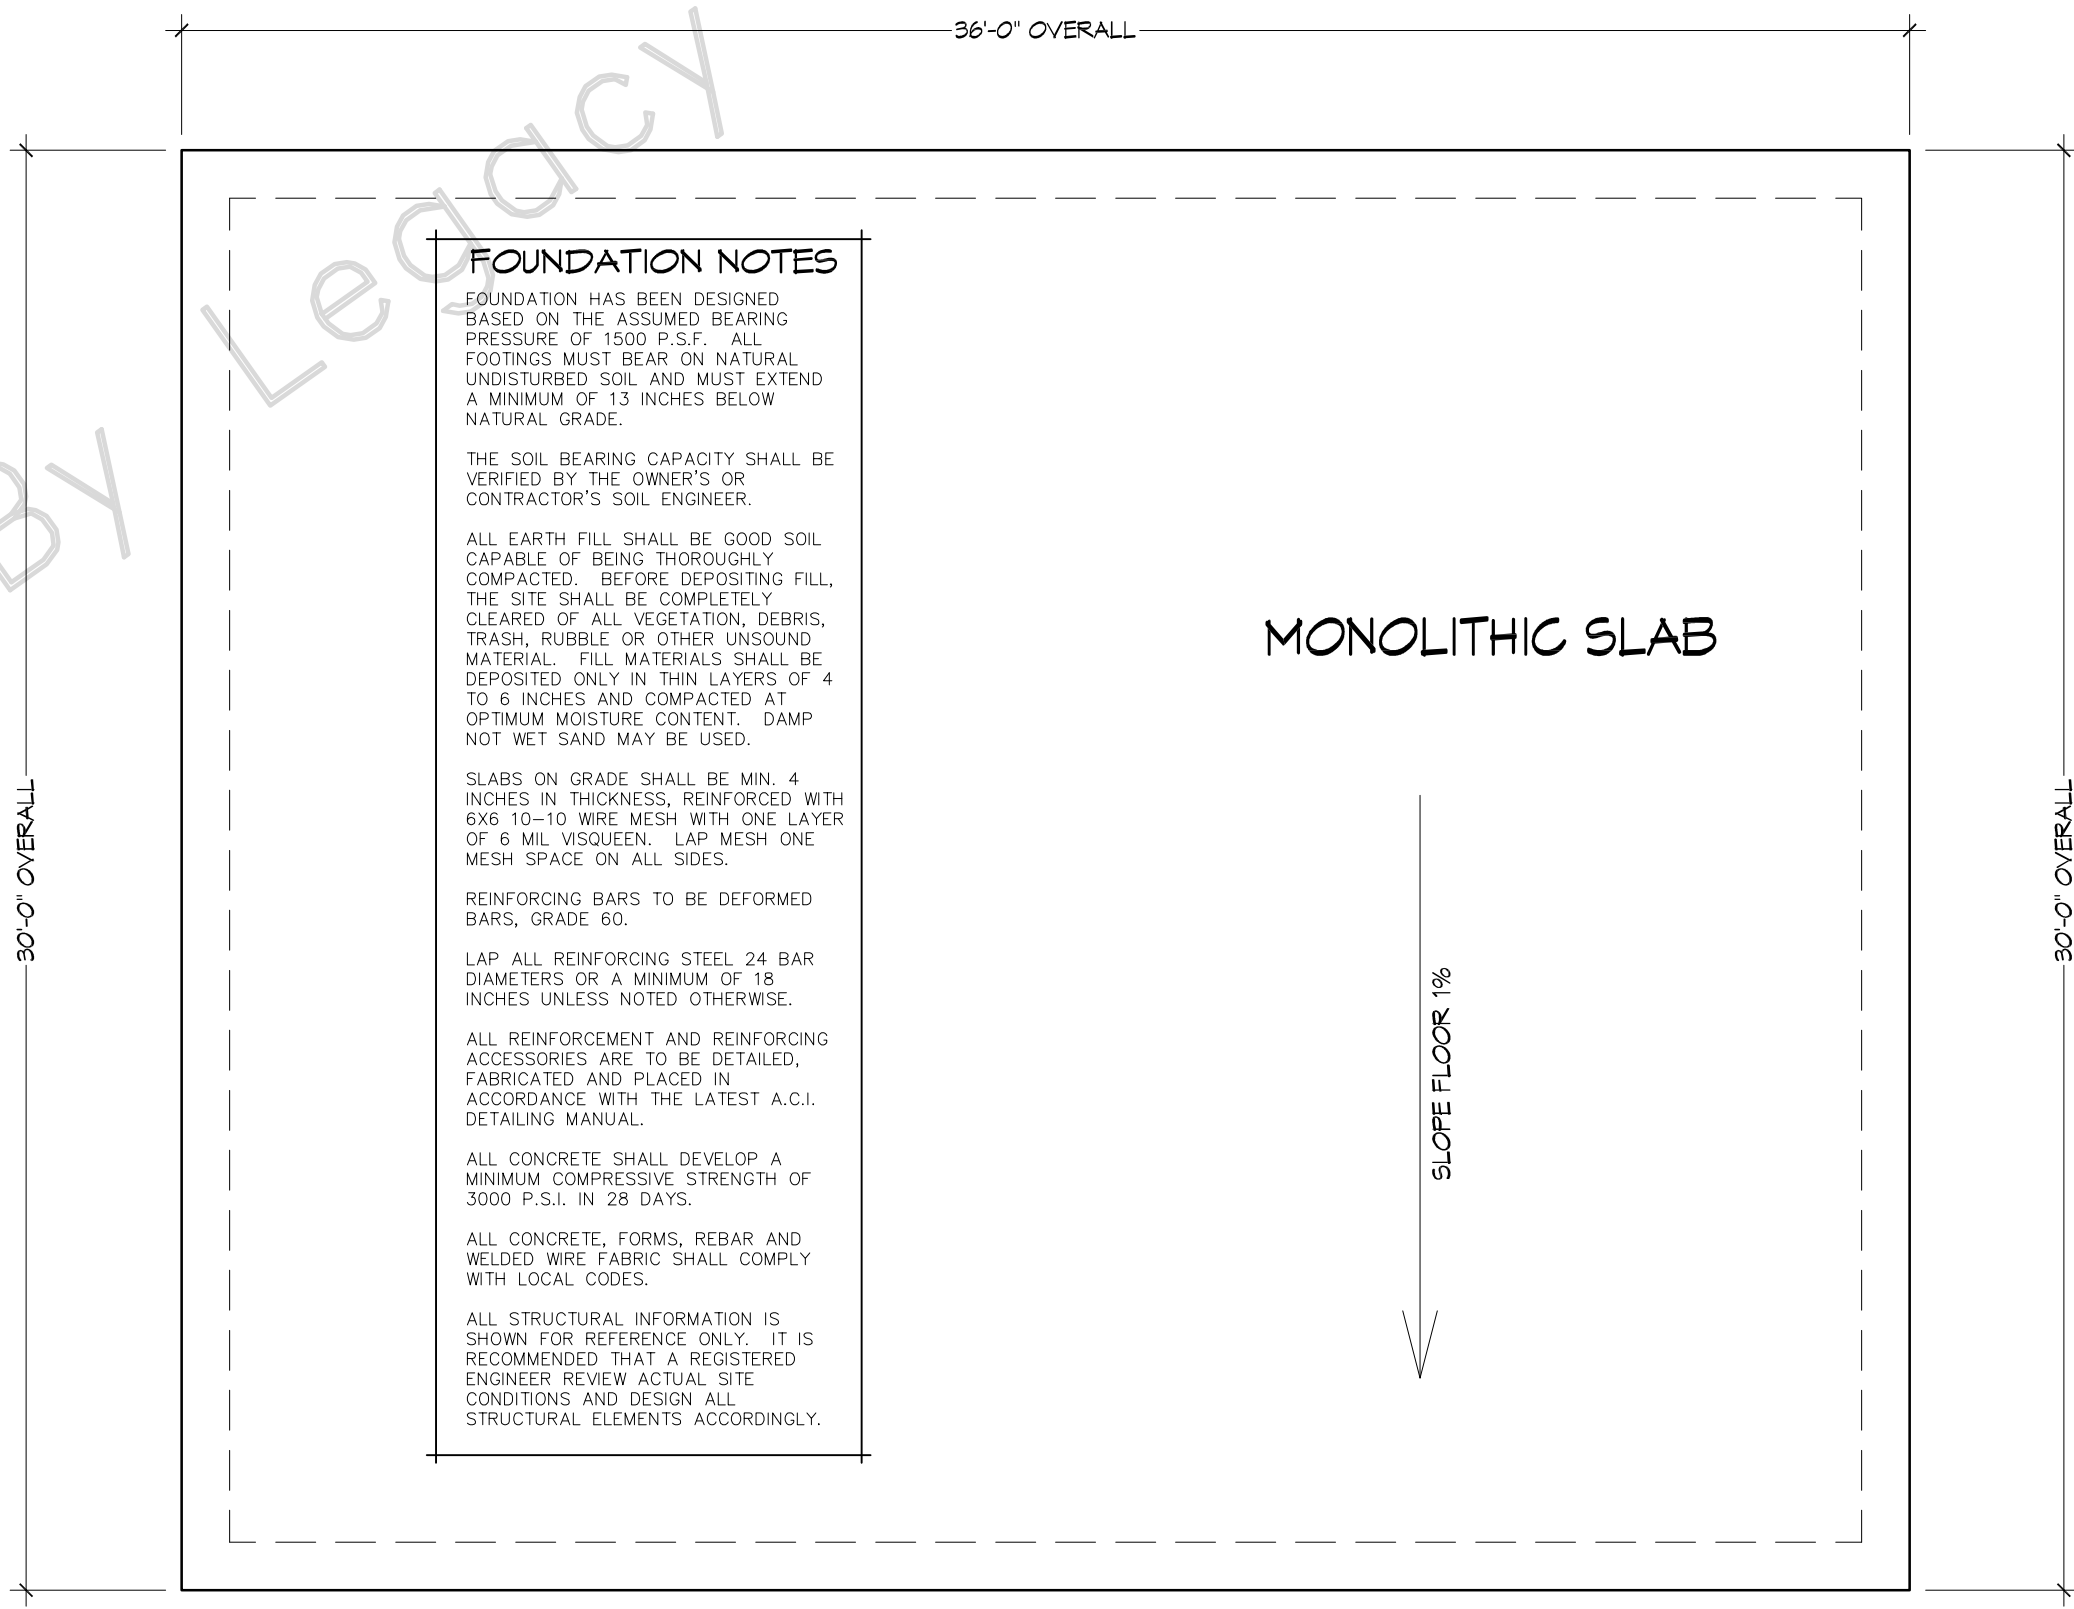 36'-0" OVERALL
By Legacy
FOUNDATION NOTES
FOUNDATION HAS BEEN DESIGNED
BASED ON THE ASSUMED BEARING
PRESSURE OF 1500 P.S.F. ALL
FOOTINGS MUST BEAR ON NATURAL
UNDISTURBED SOIL AND MUST EXTEND
A MINIMUM OF 13 INCHES BELOW
NATURAL GRADE.
THE SOIL BEARING CAPACITY SHALL BE
VERIFIED BY THE OWNER'S OR
CONTRACTOR'S SOIL ENGINEER.
ALL EARTH FILL SHALL BE GOOD SOIL
CAPABLE OF BEING THOROUGHLY
COMPACTED. BEFORE DEPOSITING FILL,
THE SITE SHALL BE COMPLETELY
CLEARED OF ALL VEGETATION, DEBRIS,
TRASH, RUBBLE OR OTHER UNSOUND
MATERIAL. FILL MATERIALS SHALL BE
DEPOSITED ONLY IN THIN LAYERS OF 4
TO 6 INCHES AND COMPACTED AT
OPTIMUM MOISTURE CONTENT. DAMP
NOT WET SAND MAY BE USED.
SLABS ON GRADE SHALL BE MIN. 4
INCHES IN THICKNESS, REINFORCED WITH
6X6 10-10 WIRE MESH WITH ONE LAYER
OF 6 MIL VISQUEEN. LAP MESH ONE
MESH SPACE ON ALL SIDES.
REINFORCING BARS TO BE DEFORMED
BARS, GRADE 60.
LAP ALL REINFORCING STEEL 24 BAR
DIAMETERS OR A MINIMUM OF 18
INCHES UNLESS NOTED OTHERWISE.
ALL REINFORCEMENT AND REINFORCING
ACCESSORIES ARE TO BE DETAILED,
FABRICATED AND PLACED IN
ACCORDANCE WITH THE LATEST A.C.I.
DETAILING MANUAL.
ALL CONCRETE SHALL DEVELOP A
MINIMUM COMPRESSIVE STRENGTH OF
3000 P.S.I. IN 28 DAYS.
ALL CONCRETE, FORMS, REBAR AND
WELDED WIRE FABRIC SHALL COMPLY
WITH LOCAL CODES.
ALL STRUCTURAL INFORMATION IS
SHOWN FOR REFERENCE ONLY. IT IS
RECOMMENDED THAT A REGISTERED
ENGINEER REVIEW ACTUAL SITE
CONDITIONS AND DESIGN ALL
STRUCTURAL ELEMENTS ACCORDINGLY.
MONOLITHIC SLAB
SLOPE FLOOR 1%
30'-0" OVERALL
30'-0" OVERALL